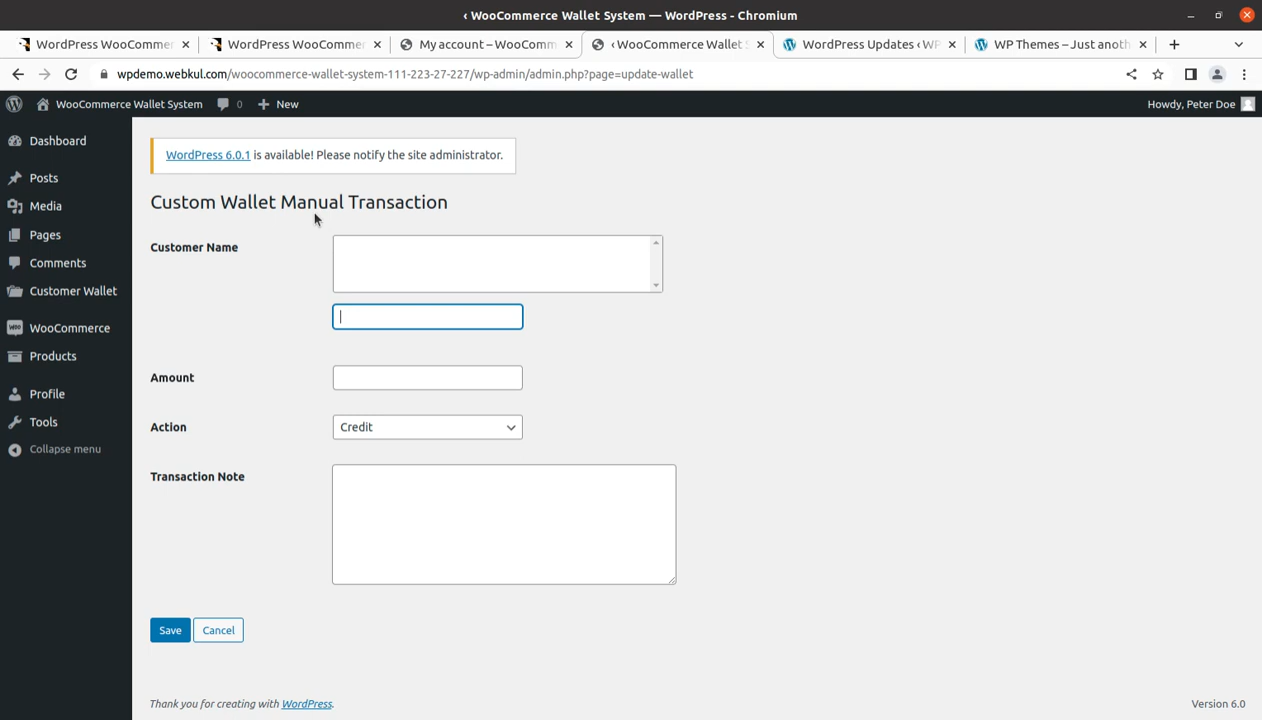 ‹ WooCommerce Wallet System — WordPress - Chromium
WordPress WooCommer
WordPress WooCommer
My account – WooComm
‹ WooCommerce Wallet S
WordPress Updates ‹ WP
WP Themes – Just anoth
wpdemo.webkul.com/woocommerce-wallet-system-111-223-27-227/wp-admin/admin.php?page=update-wallet
WooCommerce Wallet System
0
New
Howdy, Peter Doe
Dashboard
Posts
Media
Pages
Comments
Customer Wallet
WooCommerce
Products
Profile
Tools
Collapse menu
WordPress 6.0.1 is available! Please notify the site administrator.
Custom Wallet Manual Transaction
Customer Name
Amount
Action
Credit
Transaction Note
Save
Cancel
Thank you for creating with WordPress.
Version 6.0